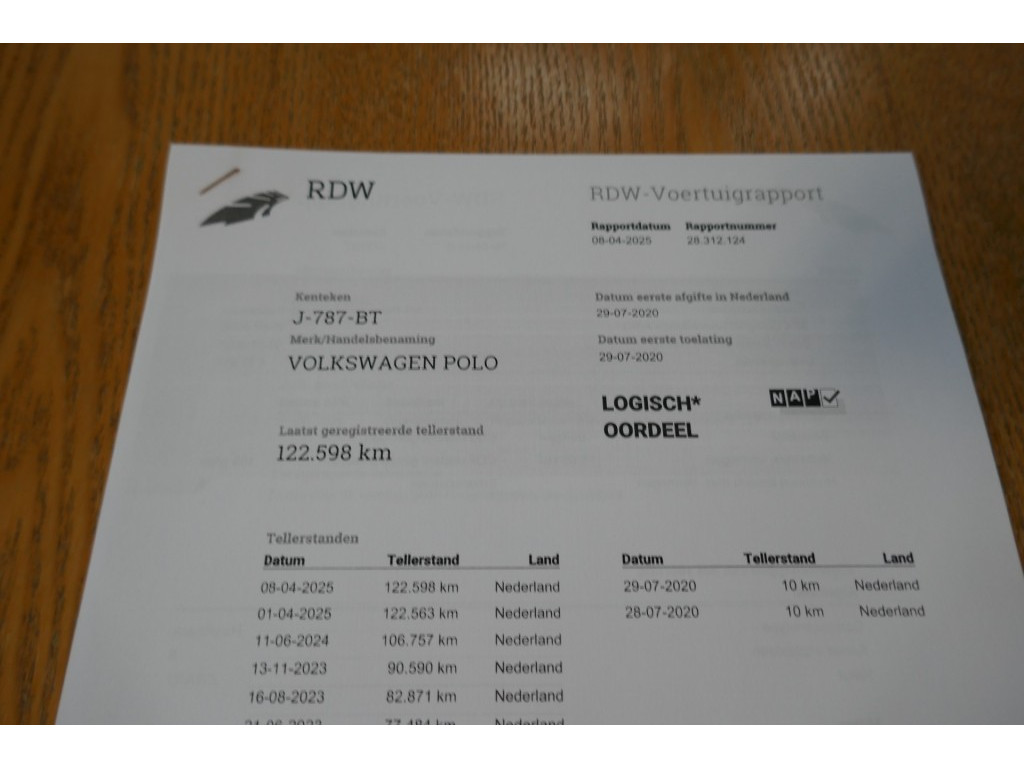 RDW
RDW-Voertuigrapport
Rapportdatum Rapportnummer
08-04-2025 28.312.124
Kenteken
J-787-BT
Merk/Handelsbenaming
VOLKSWAGEN POLO
Datum eerste afgifte in Nederland
29-07-2020
Datum eerste toelating
29-07-2020
LOGISCH*
OORDEEL
NAP
Laatst geregistreerde tellerstand
122.598 km
Tellerstanden
Datum Tellerstand Land
08-04-2025 122.598 km Nederland
01-04-2025 122.563 km Nederland
11-06-2024 106.757 km Nederland
13-11-2023 90.590 km Nederland
16-08-2023 82.871 km Nederland
Datum Tellerstand Land
29-07-2020 10 km Nederland
28-07-2020 10 km Nederland